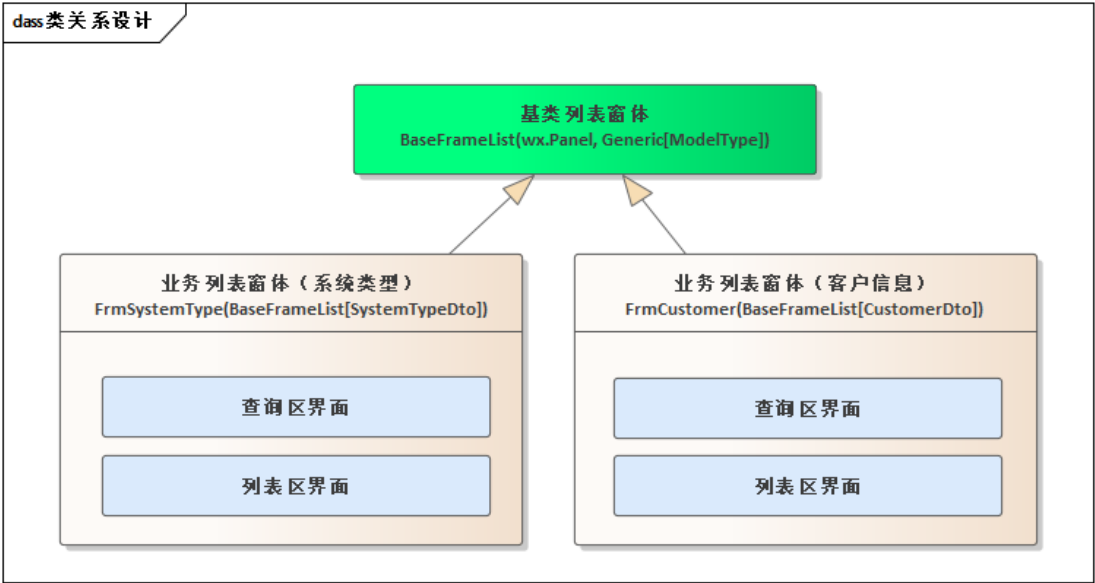 class类关系设计
基类列表窗体
BaseFrameList(wx.Panel, Generic[ModelType])
业务列表窗体（系统类型）
FrmSystemType(BaseFrameList[SystemTypeDto])
查询区界面
列表区界面
业务列表窗体（客户信息）
FrmCustomer(BaseFrameList[CustomerDto])
查询区界面
列表区界面